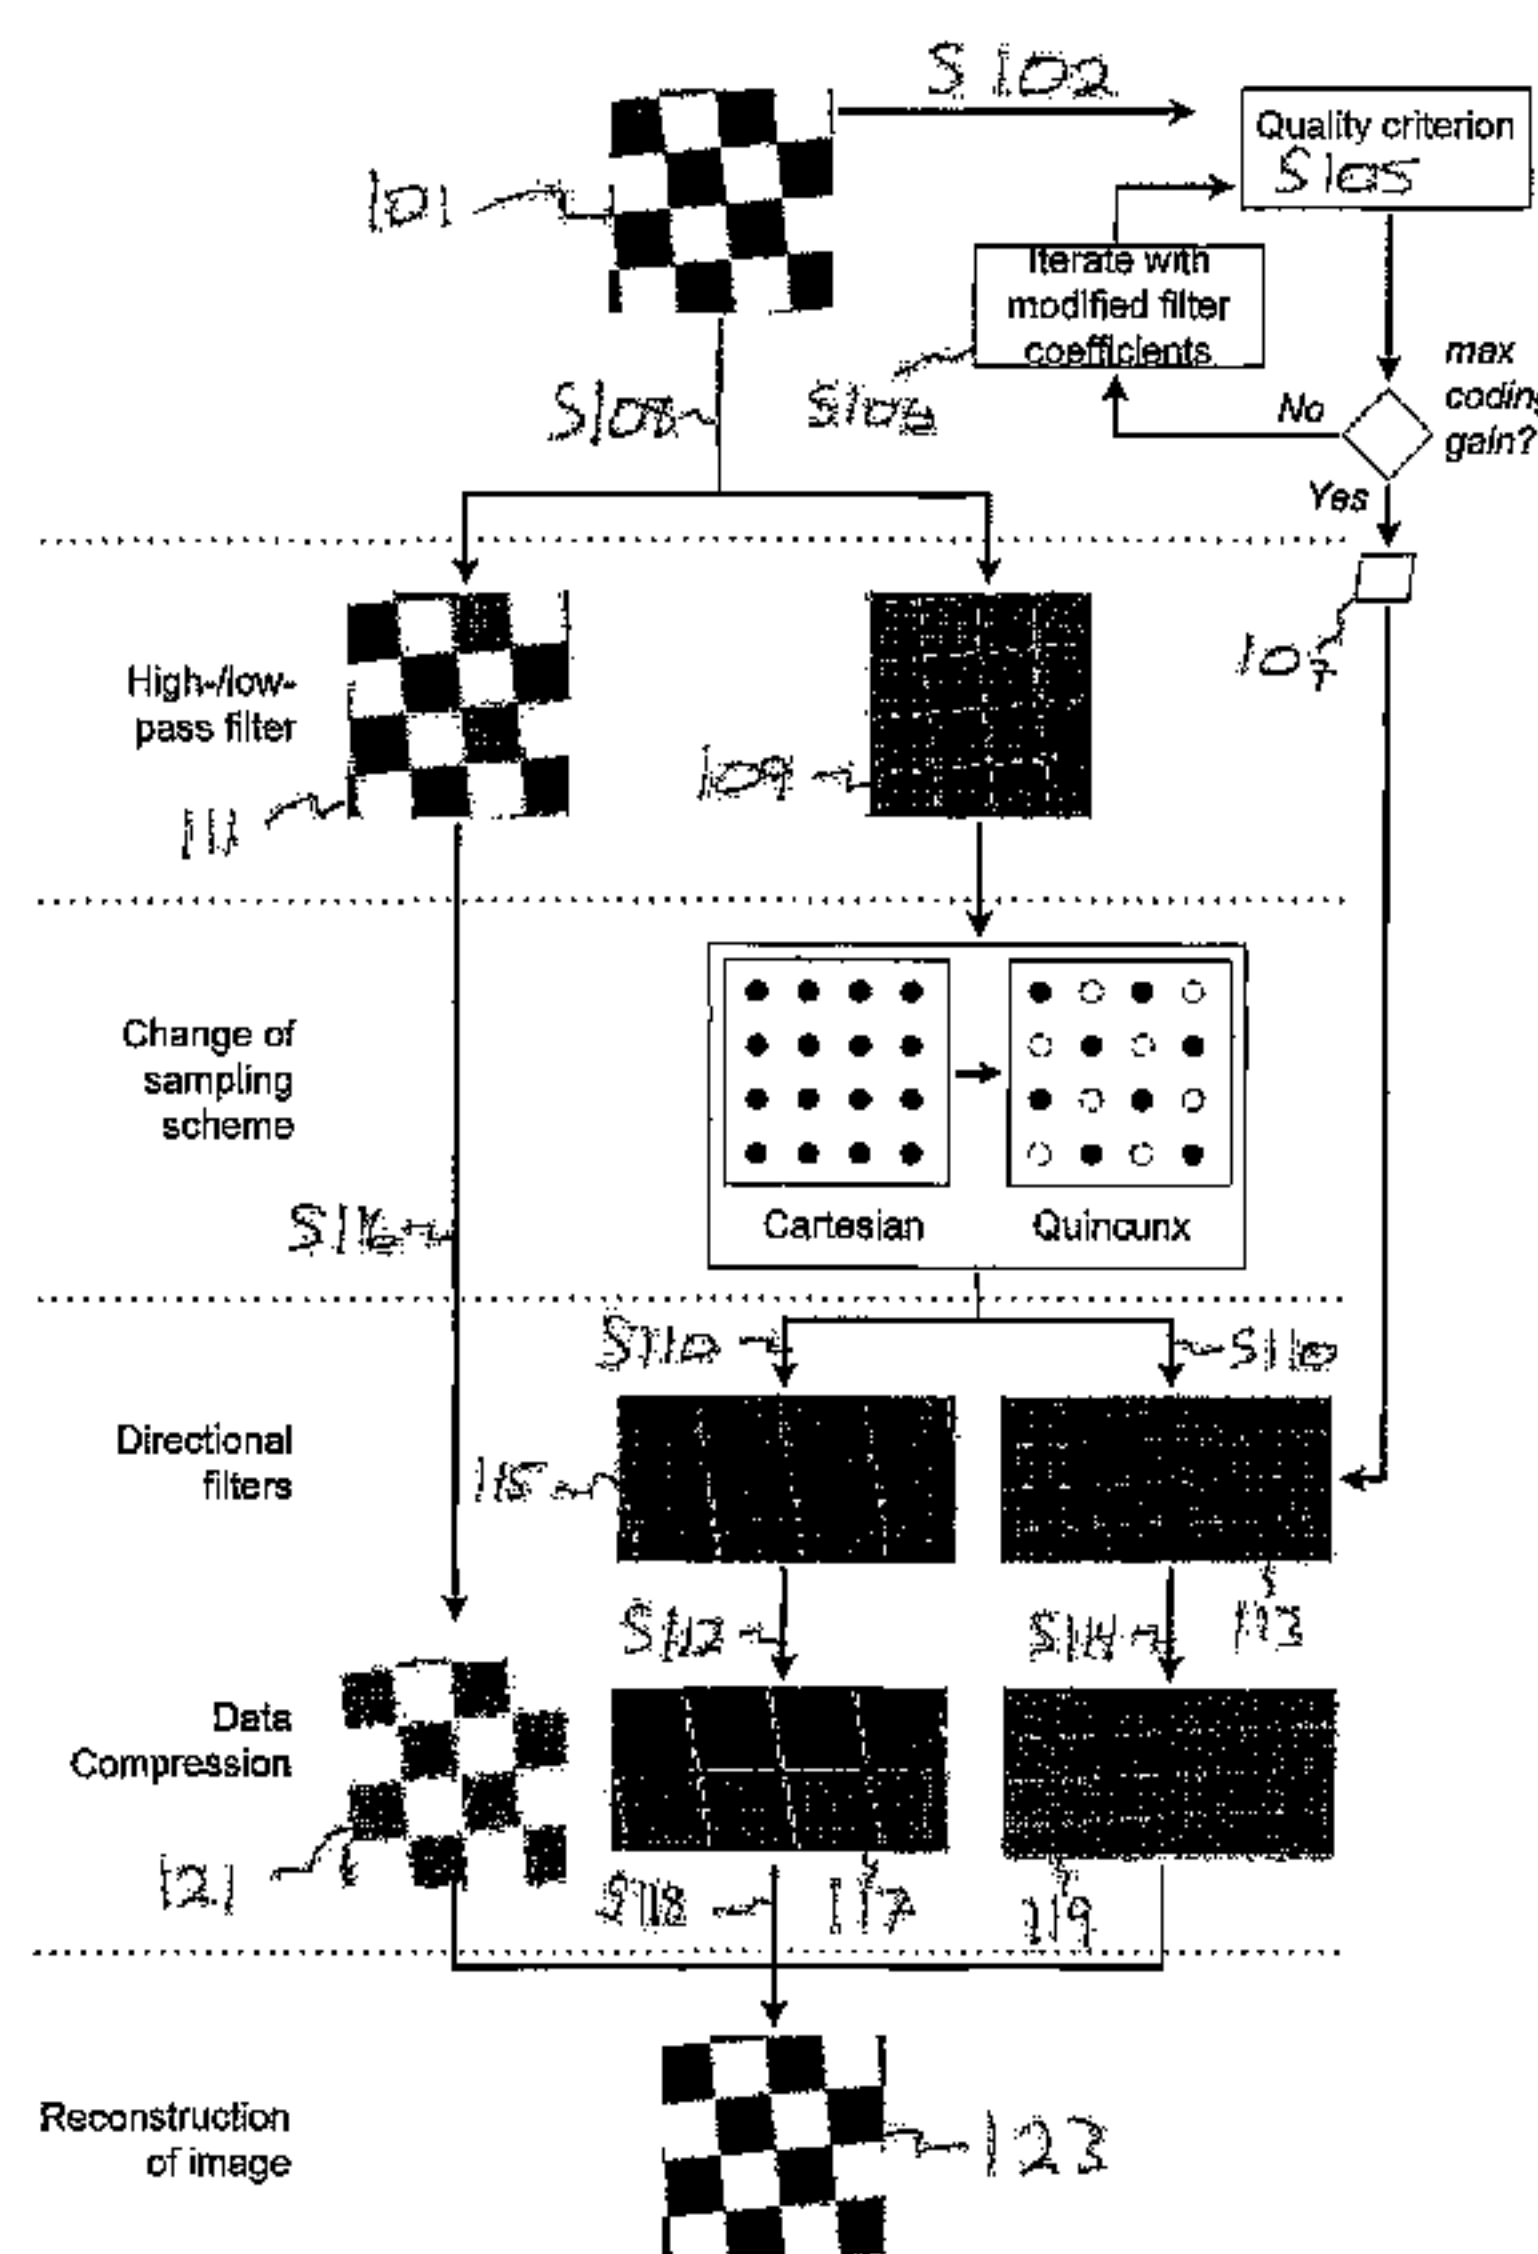 S102
Quality criterion
S105
101
Iterate with
modified filter
coefficients
max
coding
gain?
S108
S106
No
Yes
High-/low-
pass filter
107
109
111
Change of
sampling
scheme
Cartesian
Quincunx
S116
S110
S110
Directional
filters
115
S112
S114
113
Data
Compression
121
S118
117
119
Reconstruction
of image
123